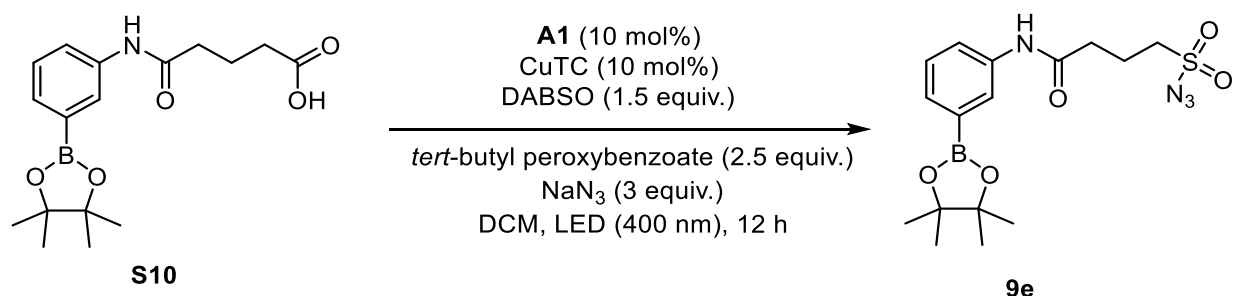 H
N
O
O
OH
B
O
O
S10
A1 (10 mol%)
CuTC (10 mol%)
DABSO (1.5 equiv.)
tert-butyl peroxybenzoate (2.5 equiv.)
NaN3 (3 equiv.)
DCM, LED (400 nm), 12 h
H
N
O
O
S
O
N3
B
O
O
9e